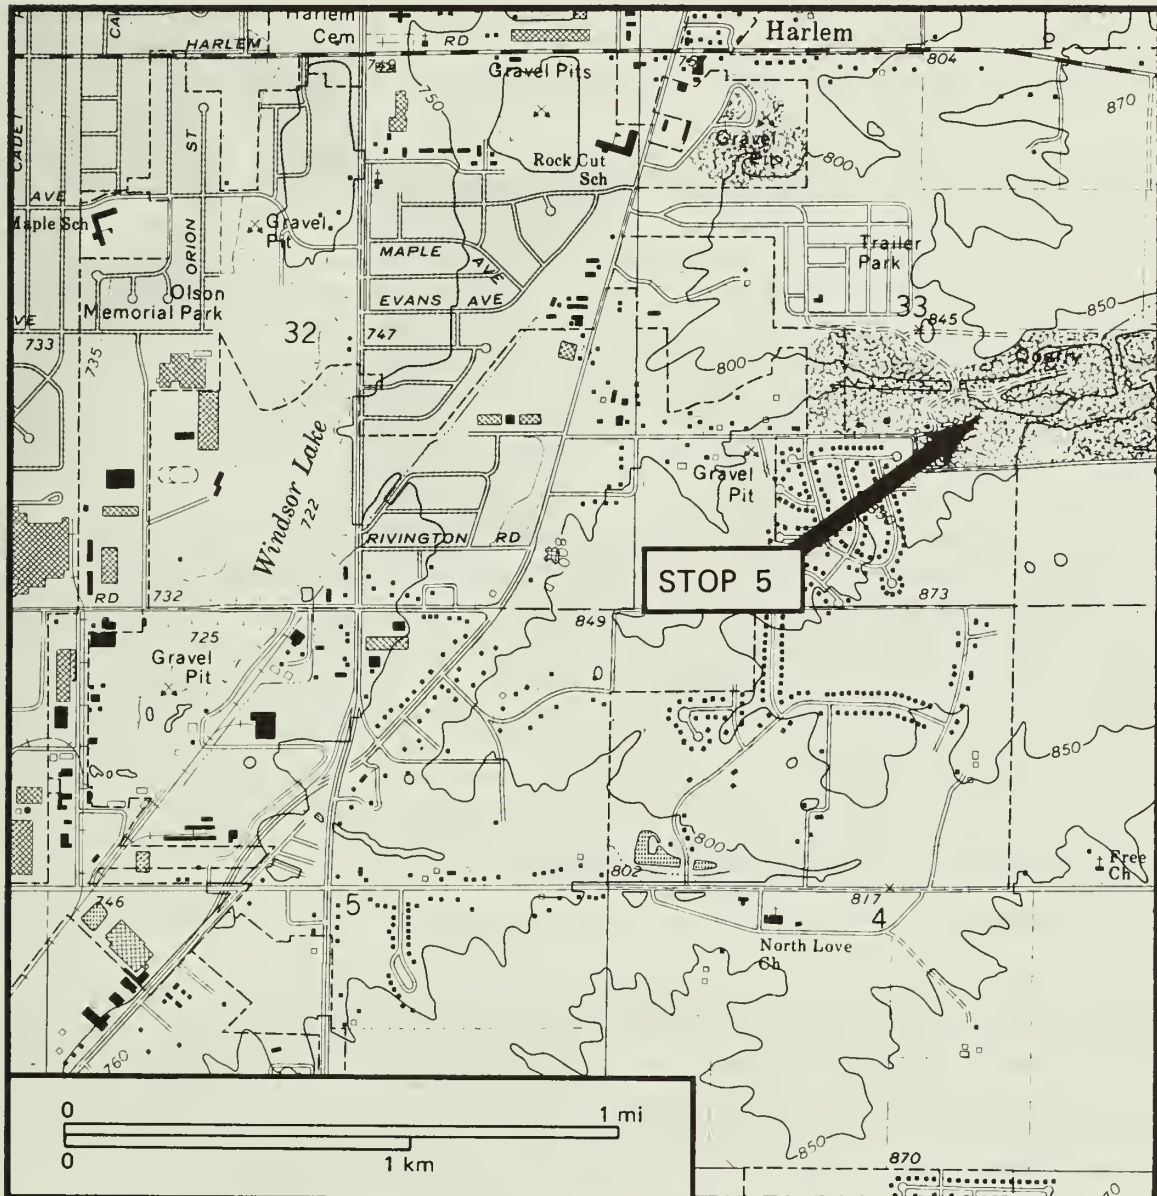 Harlem
Cem
HARLEM
RD
Harlem
804
Gravel Pits
870
750
CADET
ST
Gravel
800
Rock Cut
Sch
AVE
Maple Sch
ORION
Gravel
Pit
MAPLE
AVE
Trailer
Park
Olson
Memorial Park
EVANS AVE
VE
733
735
32
747
33
845
850
800
Quarry
Windsor Lake
722
Gravel
Pit
RIVINGTON RD
STOP 5
RD
732
873
725
Gravel
Pit
849
850
800
802
Free
Ch
746
5
817
4
North Love
Ch
760
850
870
0
1 mi
0
1 km